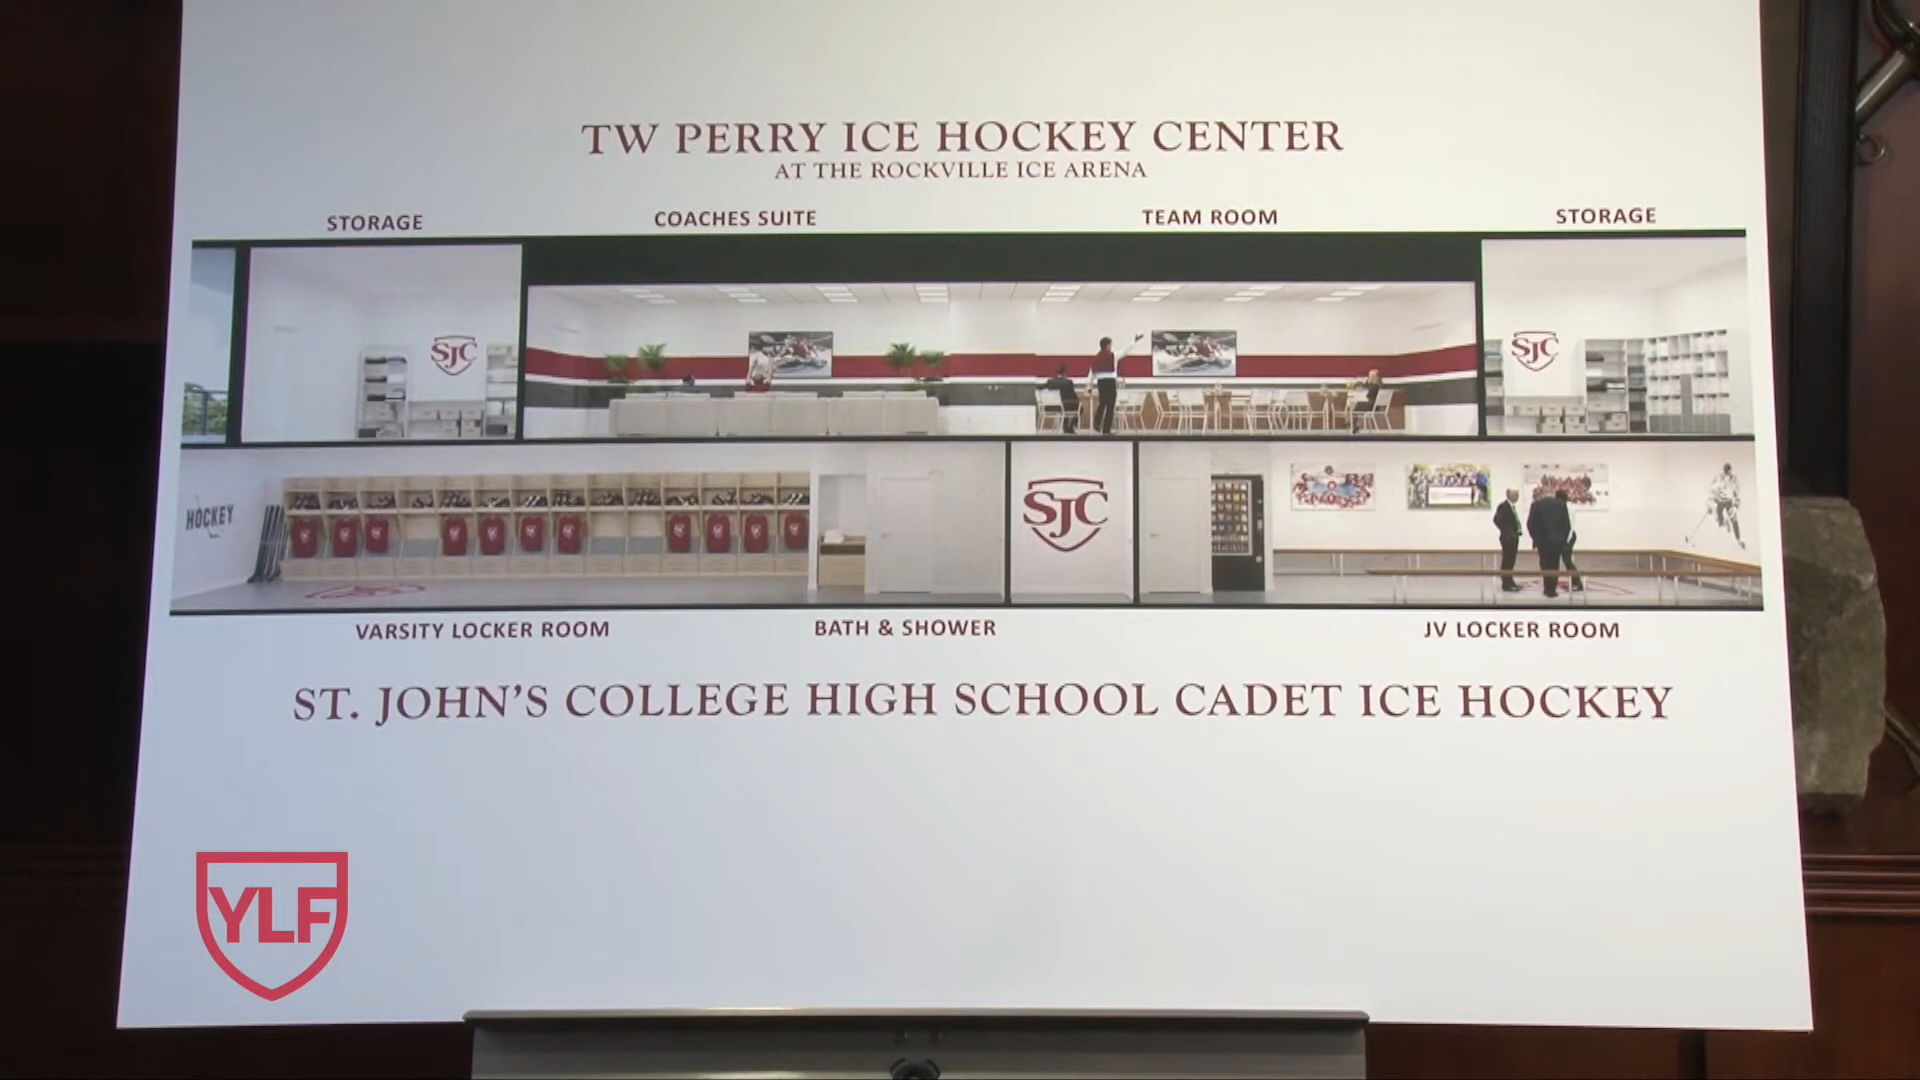 TW PERRY ICE HOCKEY CENTER
AT THE ROCKVILLE ICE ARENA
STORAGE
COACHES SUITE
TEAM ROOM
STORAGE
SJC
SJC
HOCKEY
SJC
VARSITY LOCKER ROOM
BATH & SHOWER
JV LOCKER ROOM
ST. JOHN'S COLLEGE HIGH SCHOOL CADET ICE HOCKEY
YLF